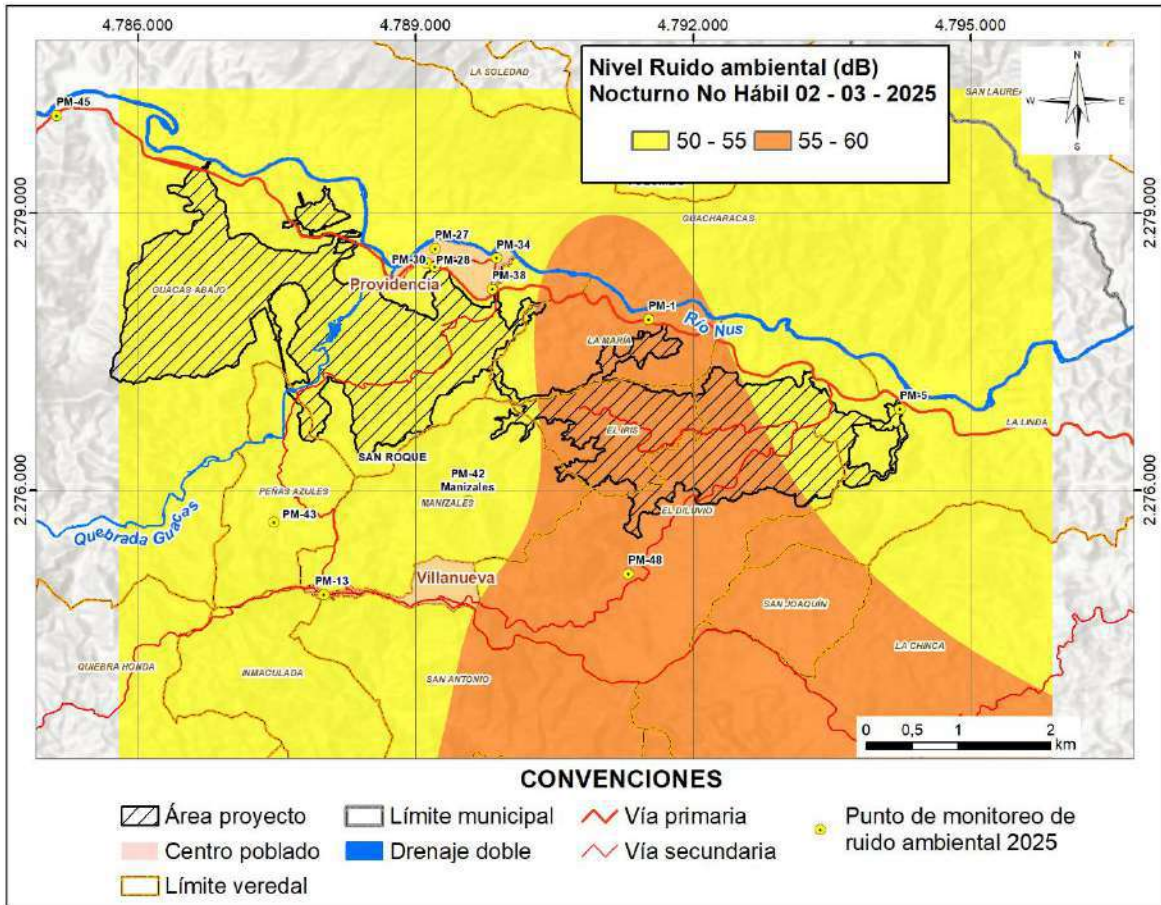 4.786.000
4.789.000
4.792.000
4.795.000
Nivel Ruido ambiental (dB)
Nocturno No Hábil 02 - 03 - 2025
50 - 55
55 - 60
N
W
E
S
LA SOLEDAD
SAN LAUREA
PM-45
2.279.000
2.279.000
GUACHARACAS
PM-27
PM-34
PM-30
PM-28
PM-38
Providencia
GUACAS ABAJO
PM-1
Río Nus
LA MARÍA
PM-5
LA LINDA
EL IRIS
SAN ROQUE
PM-42
Manizales
MANIZALES
PEÑAS AZULES
2.276.000
2.276.000
EL DILUVIO
PM-43
Quebrada Guacas
PM-48
PM-13
Villanueva
SAN JOAQUÍN
LA CHINCA
QUIEBRA HONDA
INMACULADA
SAN ANTONIO
0
0,5
1
2
km
CONVENCIONES
Área proyecto
Límite municipal
Vía primaria
Punto de monitoreo de
ruido ambiental 2025
Centro poblado
Drenaje doble
Vía secundaria
Límite veredal